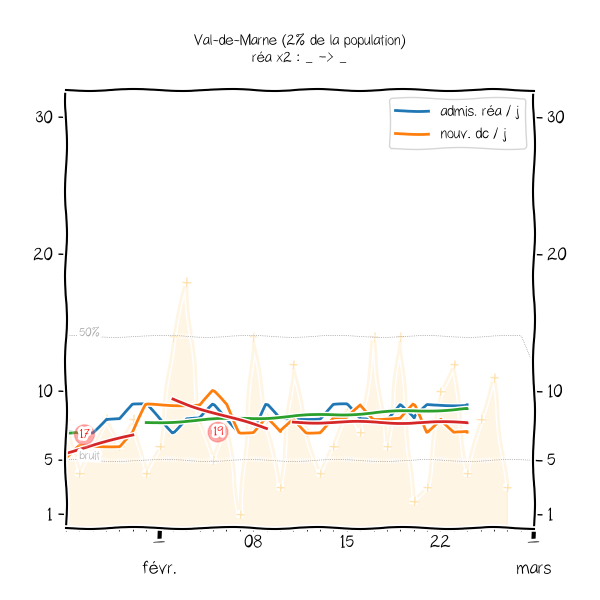 Val-de-Marne (2% de la population)
réa x2 : _ -> _
admis. réa / j
nouv. dc / j
30
30
20
20
50%
10
10
17
19
bruit
5
5
1
1
08
15
22
févr.
mars